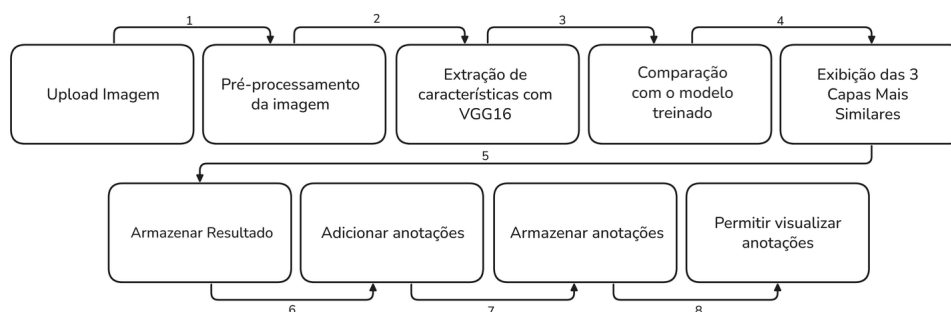 1
2
3
4
Upload Imagem
Pré-processamento
da imagem
Extração de
características com
VGG16
Comparação
com o modelo
treinado
Exibição das 3
Capas Mais
Similares
5
Armazenar Resultado
Adicionar anotações
Armazenar anotações
Permitir visualizar
anotações
6
7
8